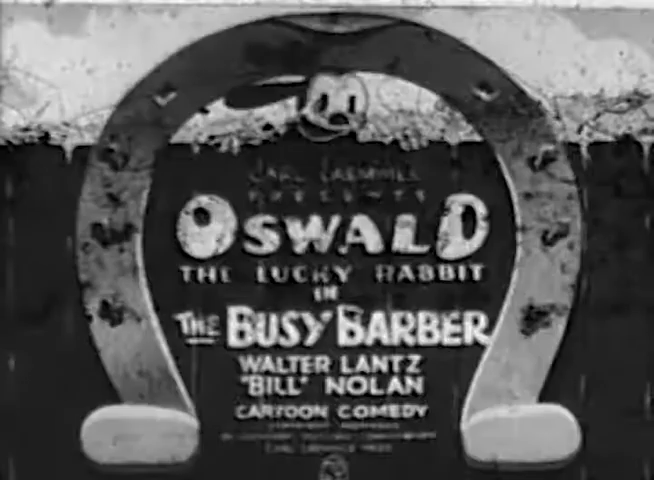 CARL LAEMMLE
PRESENTS
OSWALD
THE LUCKY RABBIT
IN
THE BUSY BARBER
WALTER LANTZ
"BILL" NOLAN
CARTOON COMEDY